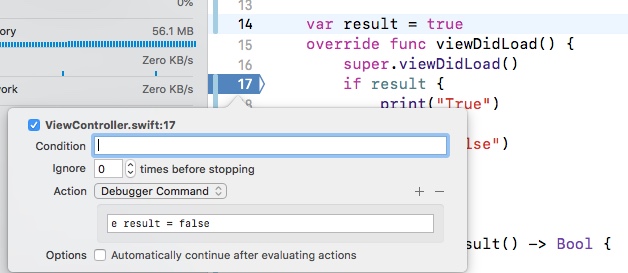 0%
ory 56.1 MB
Zero KB/s
ork Zero KB/s
13
14 var result = true
15 override func viewDidLoad() {
16 super.viewDidLoad()
17 if result {
print("True")
lse")
sult() -> Bool {
ViewController.swift:17
Condition
Ignore 0 times before stopping
Action Debugger Command + −
e result = false
Options Automatically continue after evaluating actions